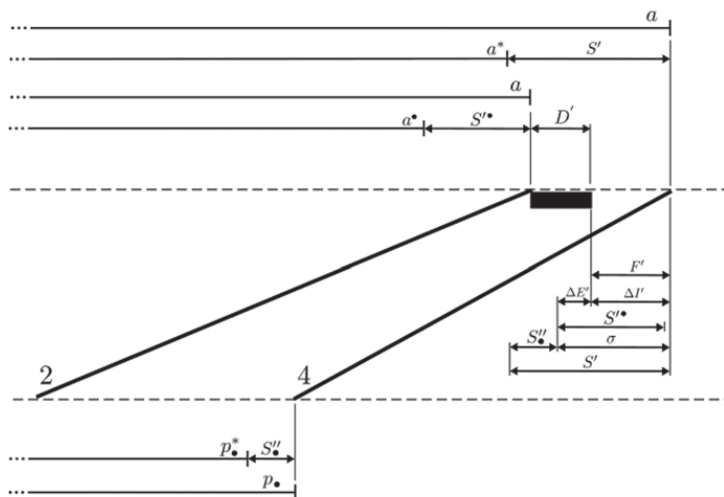 ... a
... a* S′
... a
... a• S′• D′
F′
ΔE′ ΔI′
S′•
S″• σ
S′
2 4
... p*• S″•
... p•